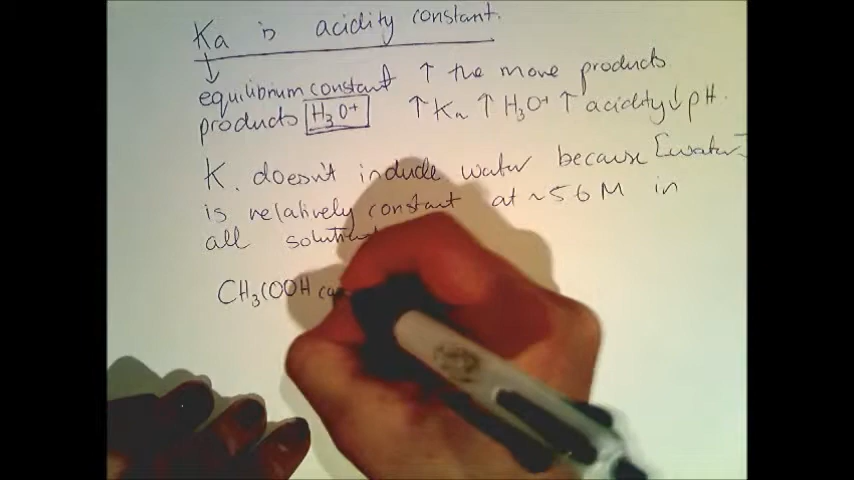 Ka is acidity constant.
↓
equilibrium constant ↑ the more products
products H₃O⁺ ↑ Ka ↑ H₃O⁺ ↑ acidity ↓ pH.
K. doesn't include water because [water]
is relatively constant at ~56 M in
all
CH₃COOH